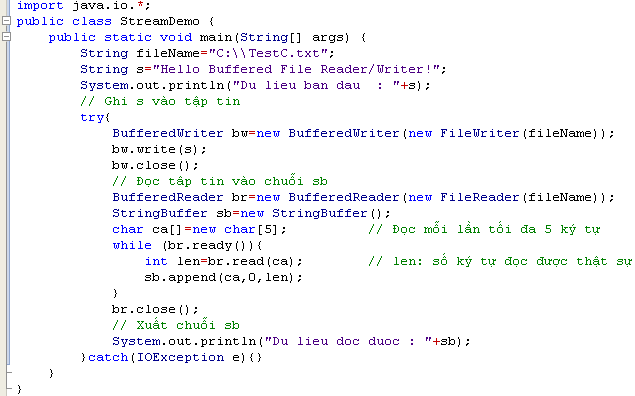 import java.io.*;
public class StreamDemo {
    public static void main(String[] args) {
        String fileName="C:\\TestC.txt";
        String s="Hello Buffered File Reader/Writer!";
        System.out.println("Du lieu ban dau  : "+s);
        // Ghi s vào tập tin
        try{
            BufferedWriter bw=new BufferedWriter(new FileWriter(fileName));
            bw.write(s);
            bw.close();
            // Đọc tập tin vào chuỗi sb
            BufferedReader br=new BufferedReader(new FileReader(fileName));
            StringBuffer sb=new StringBuffer();
            char ca[]=new char[5];          // Đọc mỗi lần tối đa 5 ký tự
            while (br.ready()){
                int len=br.read(ca);        // len: số ký tự đọc được thật sự
                sb.append(ca,0,len);
            }
            br.close();
            // Xuất chuỗi sb
            System.out.println("Du lieu doc duoc : "+sb);
        }catch(IOException e){}
    }
}